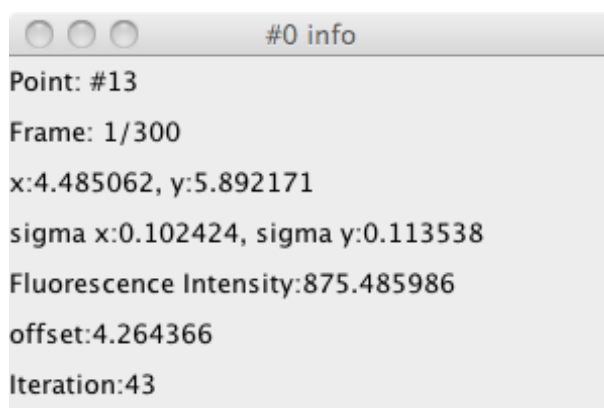 #0 info
Point: #13
Frame: 1/300
x:4.485062, y:5.892171
sigma x:0.102424, sigma y:0.113538
Fluorescence Intensity:875.485986
offset:4.264366
Iteration:43